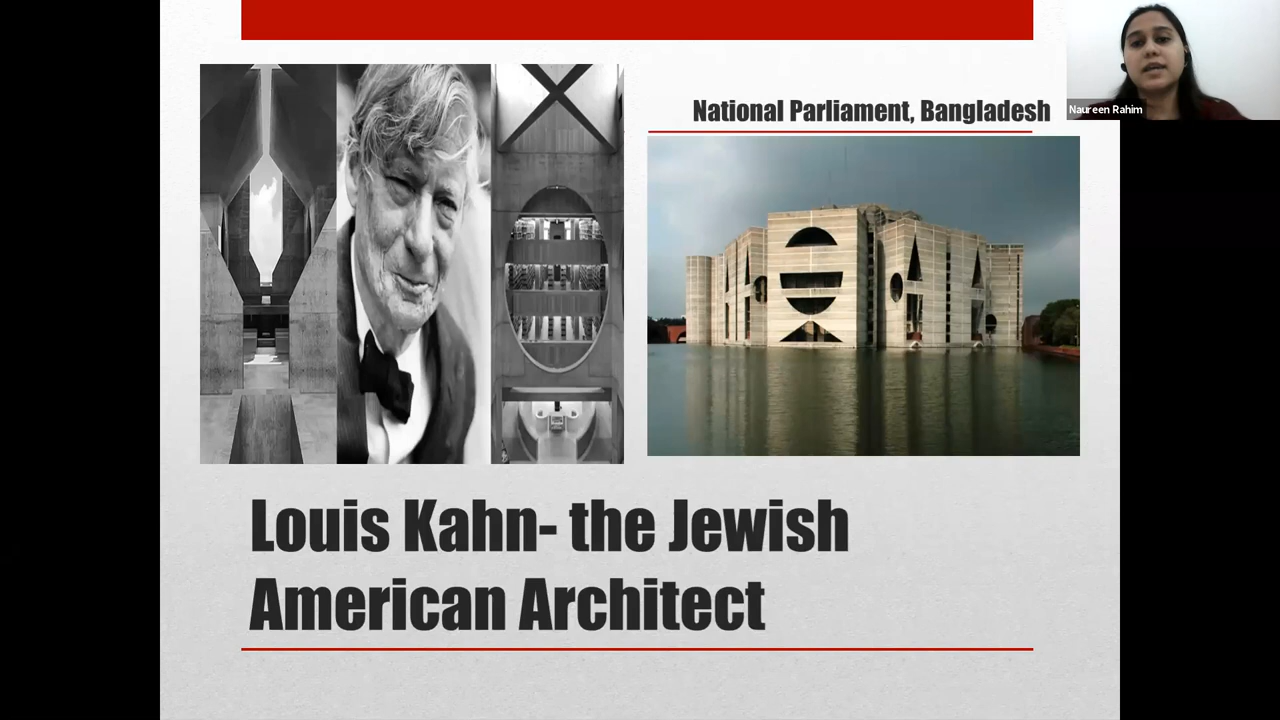 National Parliament, Bangladesh
Naureen Rahim
Louis Kahn- the Jewish
American Architect